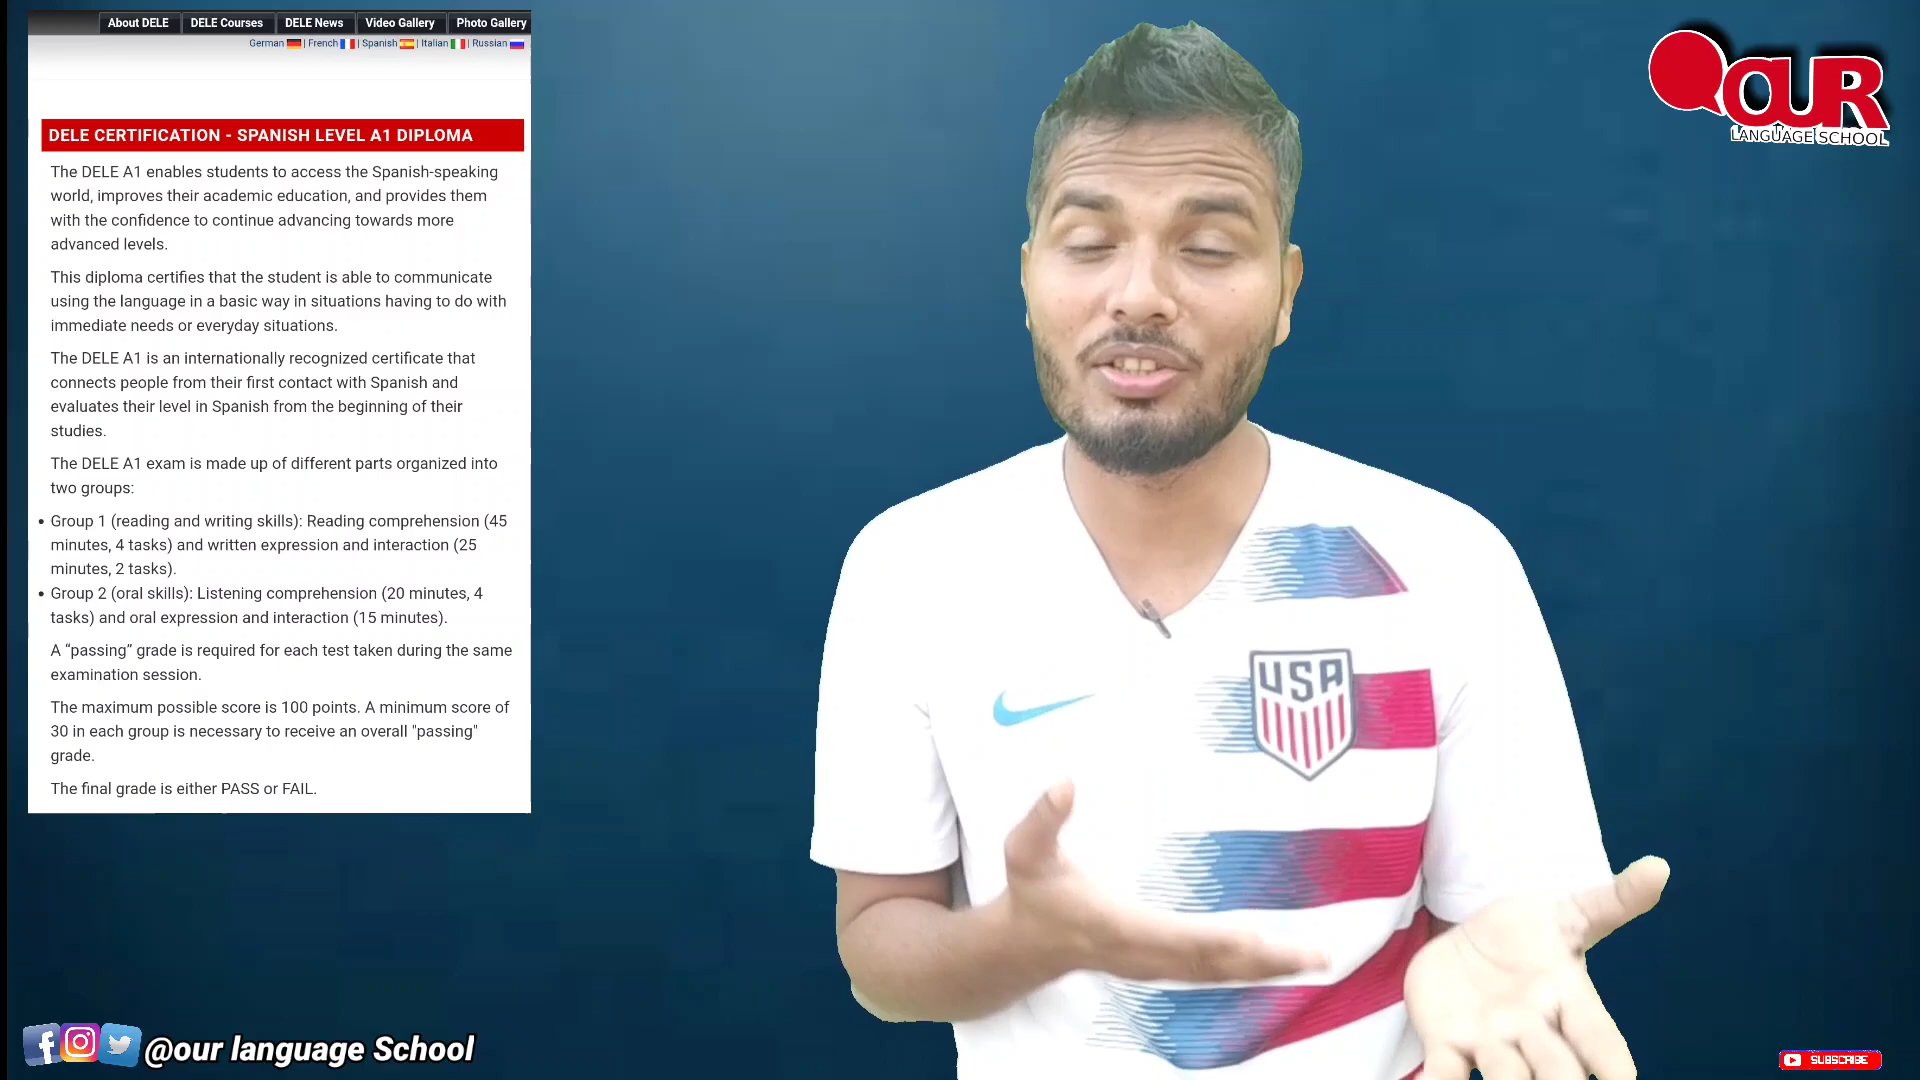 About DELE
DELE Courses
DELE News
Video Gallery
Photo Gallery
German | French | Spanish | Italian | Russian
DELE CERTIFICATION - SPANISH LEVEL A1 DIPLOMA
The DELE A1 enables students to access the Spanish-speaking
world, improves their academic education, and provides them
with the confidence to continue advancing towards more
advanced levels.
This diploma certifies that the student is able to communicate
using the language in a basic way in situations having to do with
immediate needs or everyday situations.
The DELE A1 is an internationally recognized certificate that
connects people from their first contact with Spanish and
evaluates their level in Spanish from the beginning of their
studies.
The DELE A1 exam is made up of different parts organized into
two groups:
• Group 1 (reading and writing skills): Reading comprehension (45
minutes, 4 tasks) and written expression and interaction (25
minutes, 2 tasks).
• Group 2 (oral skills): Listening comprehension (20 minutes, 4
tasks) and oral expression and interaction (15 minutes).
A “passing” grade is required for each test taken during the same
examination session.
The maximum possible score is 100 points. A minimum score of
30 in each group is necessary to receive an overall "passing"
grade.
The final grade is either PASS or FAIL.
OUR
LANGUAGE SCHOOL
USA
@our language School
SUBSCRIBE